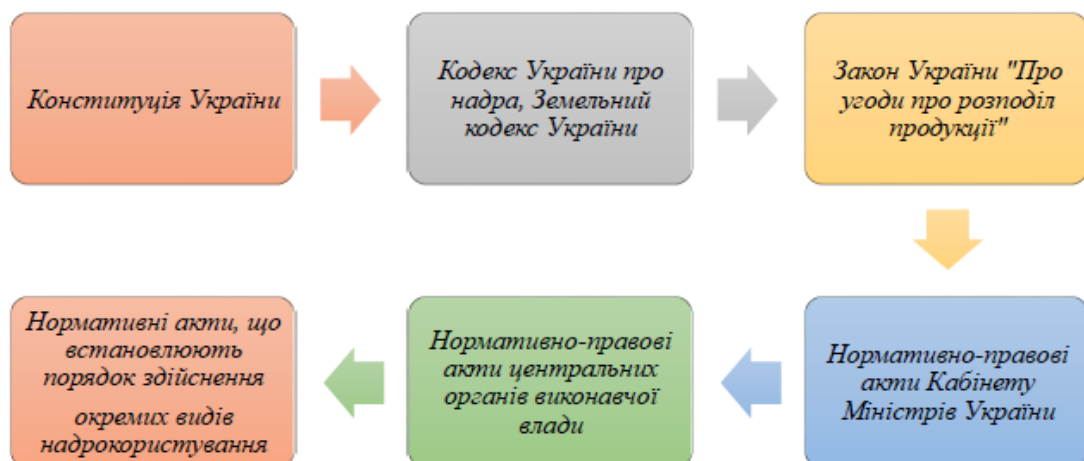 Конституція України
Кодекс України про
надра, Земельний
кодекс України
Закон України "Про
угоди про розподіл
продукції"
Нормативно-правові
акти Кабінету
Міністрів України
Нормативно-правові
акти центральних
органів виконавчої
влади
Нормативні акти, що
встановлюють
порядок здійснення
окремих видів
надрокористування